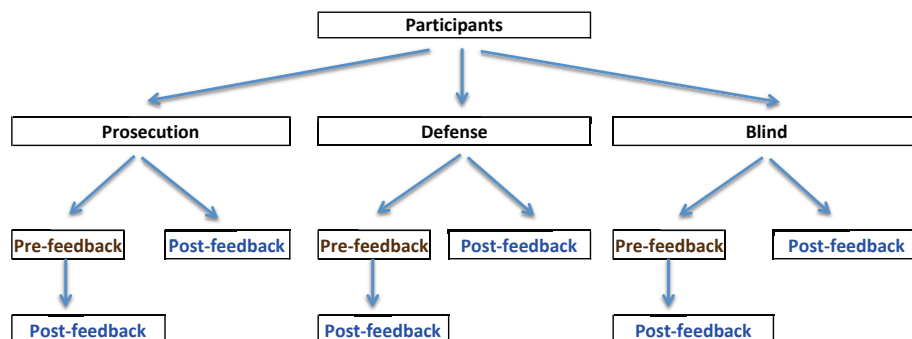 Participants
Prosecution
Defense
Blind
Pre-feedback
Post-feedback
Pre-feedback
Post-feedback
Pre-feedback
Post-feedback
Post-feedback
Post-feedback
Post-feedback